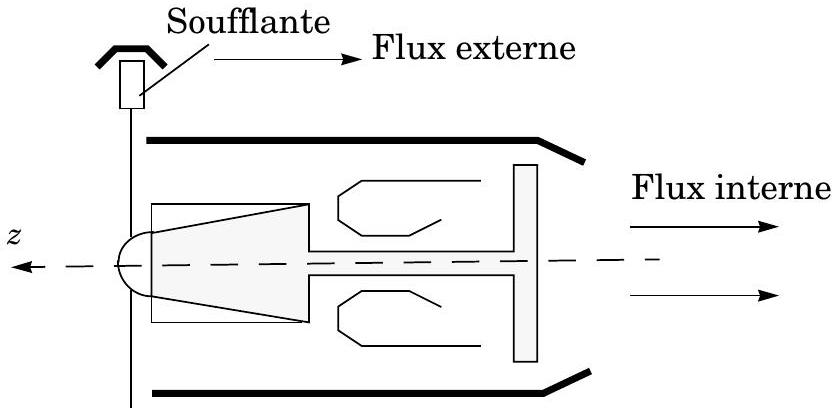 Soufflante
Flux externe
Flux interne
z